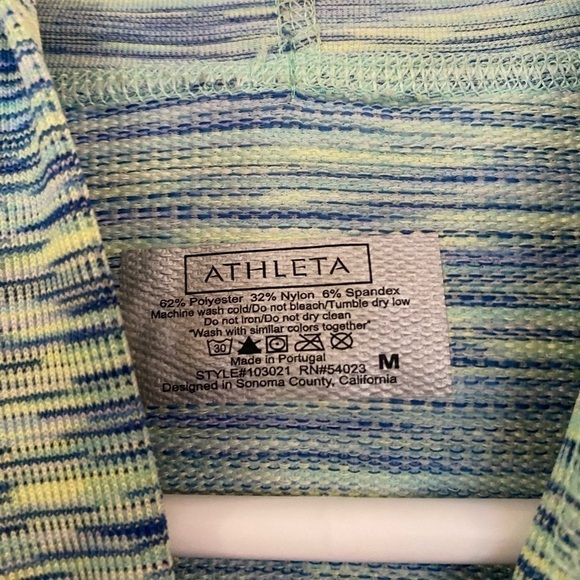 ATHLETA
62% Polyester 32% Nylon 6% Spandex
Machine wash cold/Do not bleach/Tumble dry low
Do not iron/Do not dry clean
"Wash with similar colors together"
30
Made in Portugal
STYLE#103021 RN#54023 M
Designed in Sonoma County, California